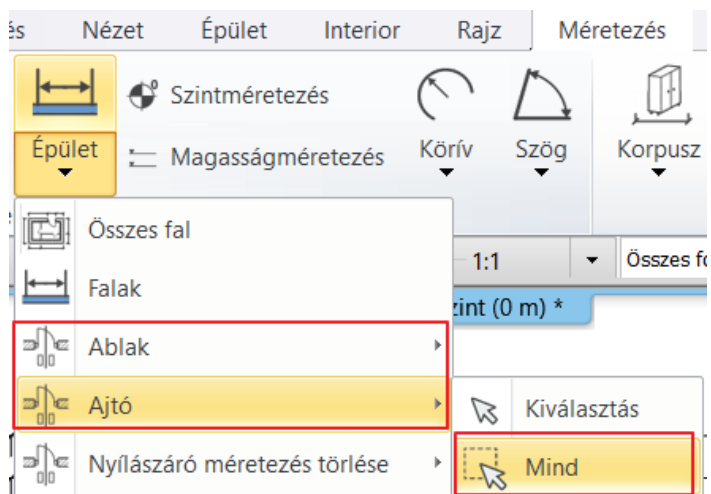 és Nézet Épület Interior Rajz Méretezés
Szintméretezés
Épület Magasságméretezés Körív Szög Korpusz
Összes fal
1:1 Összes fo
Falak
zint (0 m) *
Ablak
Ajtó Kiválasztás
Nyílászáró méretezés törlése Mind